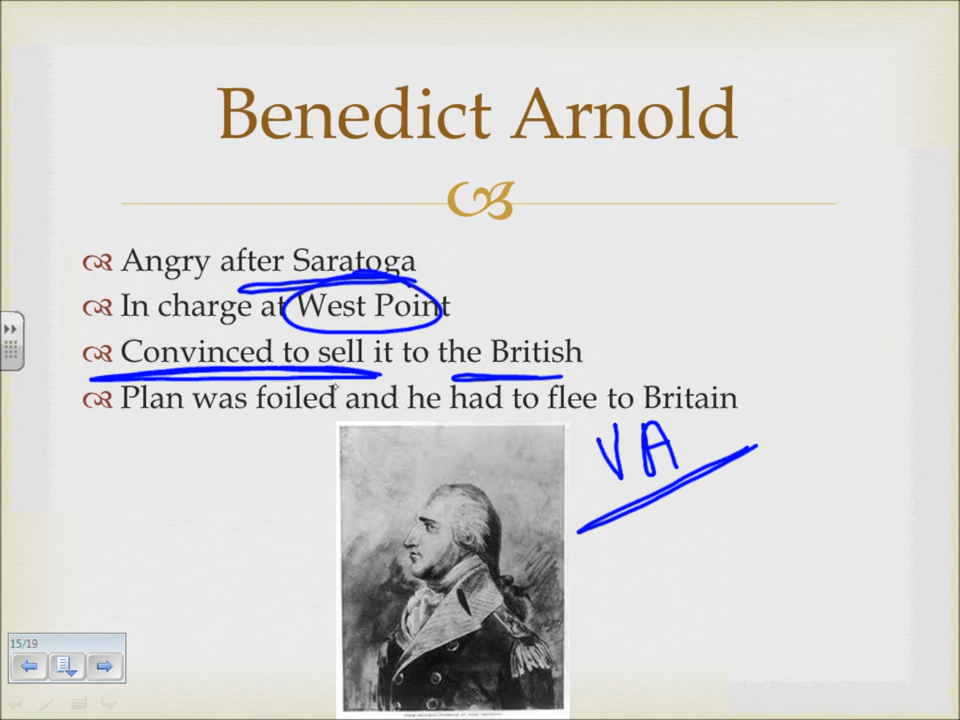 Benedict Arnold
Angry after Saratoga
In charge at West Point
Convinced to sell it to the British
Plan was foiled and he had to flee to Britain
VA
15/19